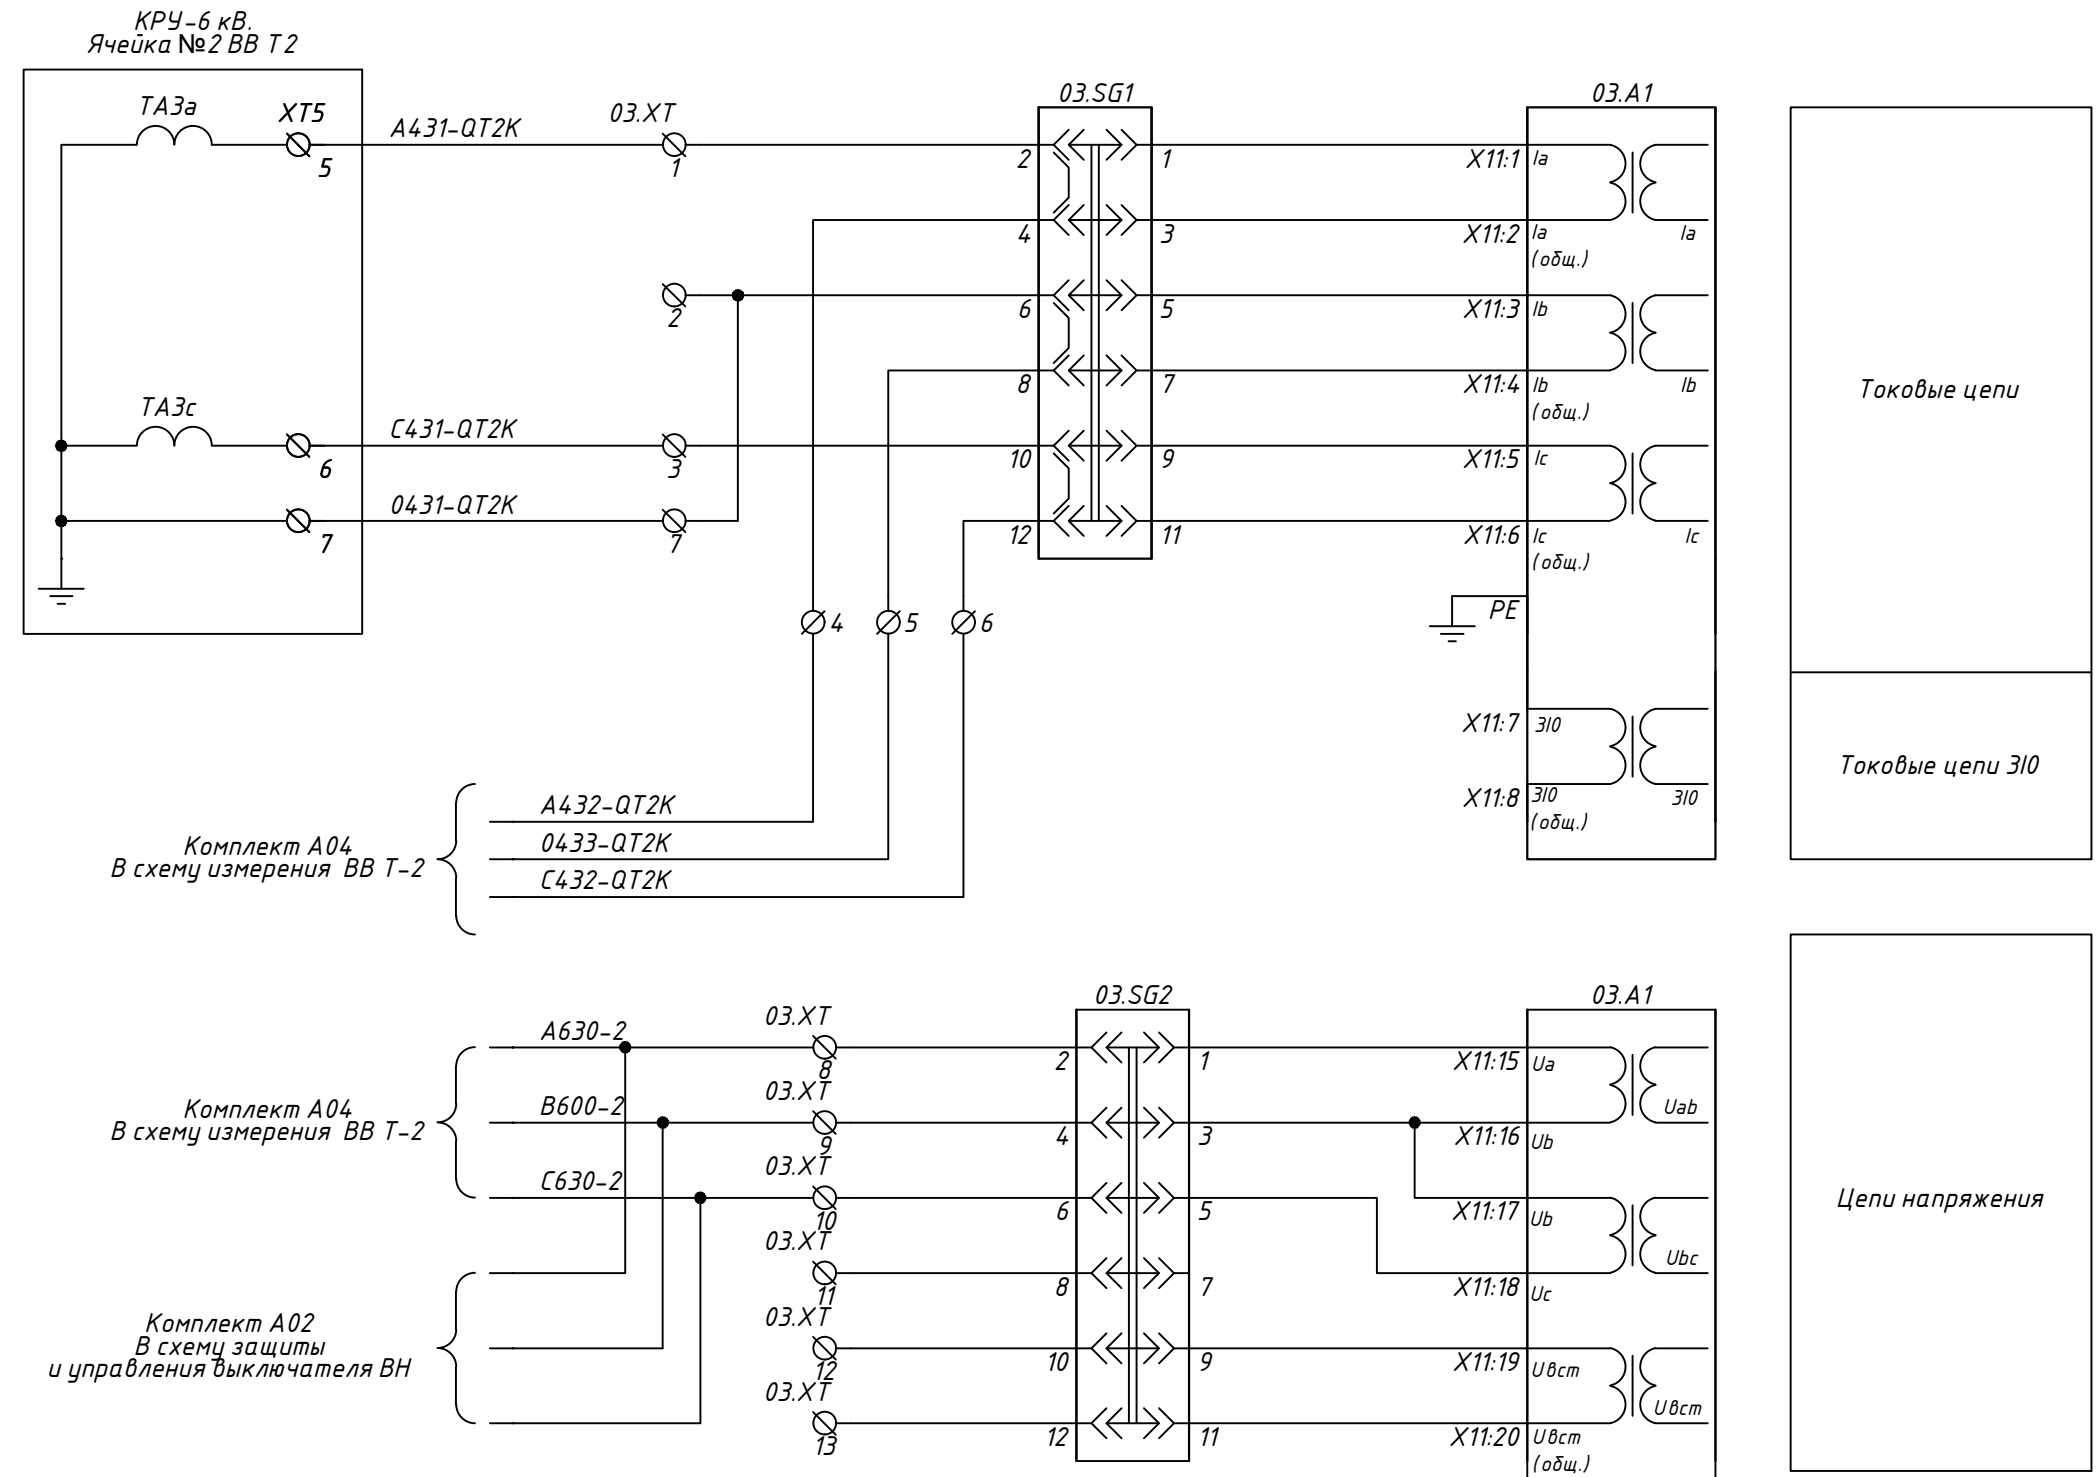 КРУ-6 кВ.
Ячейка №2 ВВ Т2
ТА3а
ХТ5
5
А431-QT2K
03.XT
1
03.SG1
2
1
4
3
6
5
8
7
10
9
12
11
03.A1
X11:1
Ia
X11:2
Ia
(общ.)
Ia
X11:3
Ib
X11:4
Ib
(общ.)
Ib
X11:5
Ic
X11:6
Ic
(общ.)
Ic
PE
X11:7
3I0
X11:8
3I0
(общ.)
3I0
Токовые цепи
Токовые цепи 3I0
2
ТА3с
6
С431-QT2K
3
7
0431-QT2K
7
4
5
6
Комплект А04
В схему измерения ВВ Т-2
А432-QT2K
0433-QT2K
С432-QT2K
Комплект А04
В схему измерения ВВ Т-2
А630-2
В600-2
С630-2
Комплект А02
В схему защиты
и управления выключателя ВН
03.XT
8
03.XT
9
03.XT
10
03.XT
11
03.XT
12
03.XT
13
03.SG2
2
1
4
3
6
5
8
7
10
9
12
11
03.A1
X11:15
Ua
Uab
X11:16
Ub
X11:17
Ub
Ubc
X11:18
Uc
X11:19
Uвст
Uвст
X11:20
Uвст
(общ.)
Цепи напряжения